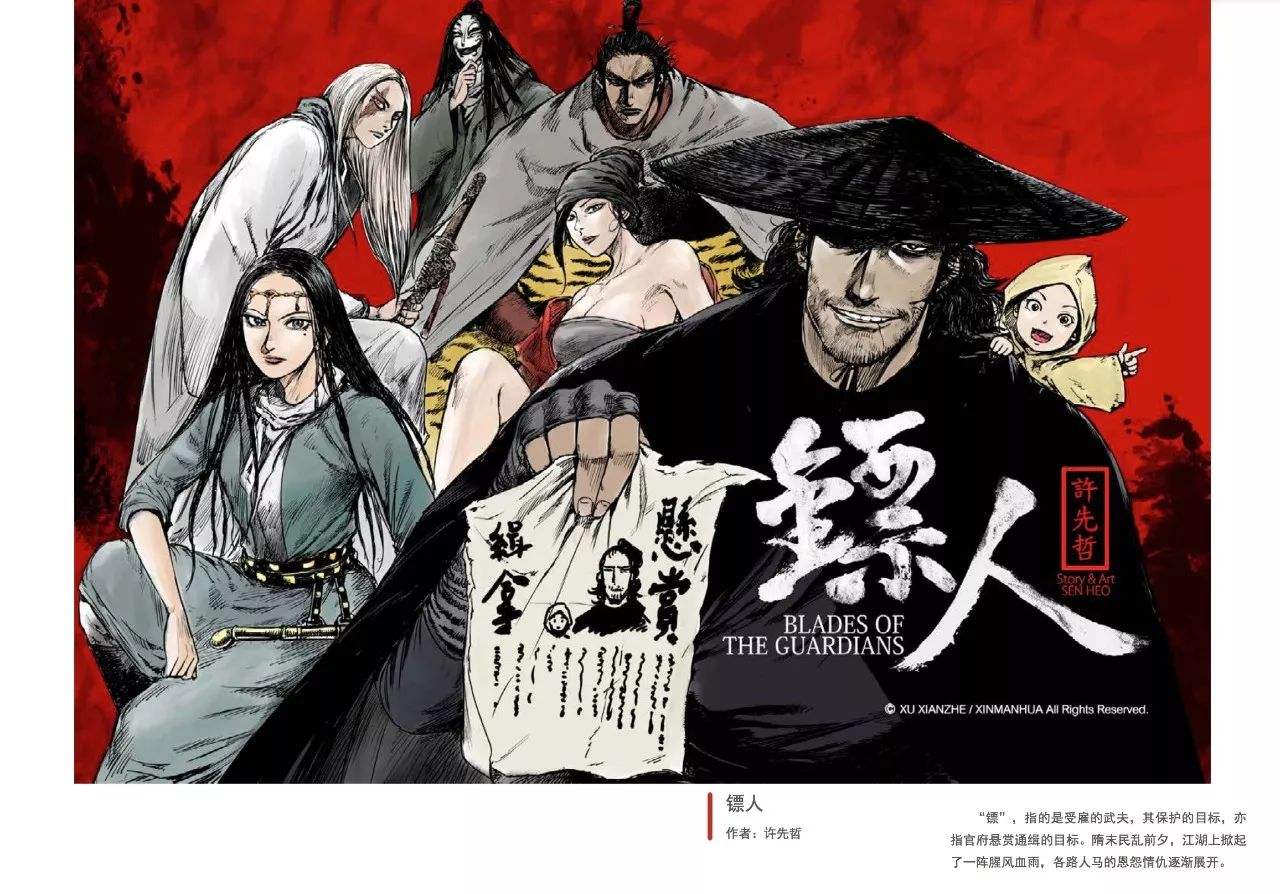 懸賞
緝拿
镖人
許先哲
Story & Art
SEN HEO
BLADES OF
THE GUARDIANS
© XU XIANZHE / XINMANHUA All Rights Reserved.
镖人
作者：许先哲
“镖”，指的是受雇的武夫，其保护的目标，亦
指官府悬赏通缉的目标。隋末民乱前夕，江湖上掀起
了一阵腥风血雨，各路人马的恩怨情仇逐渐展开。